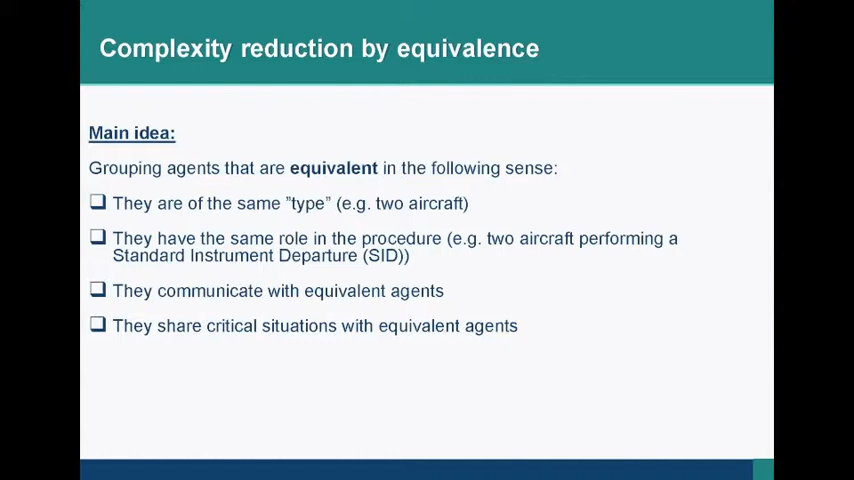 Complexity reduction by equivalence
Main idea:
Grouping agents that are equivalent in the following sense:
They are of the same ”type” (e.g. two aircraft)
They have the same role in the procedure (e.g. two aircraft performing a
Standard Instrument Departure (SID))
They communicate with equivalent agents
They share critical situations with equivalent agents